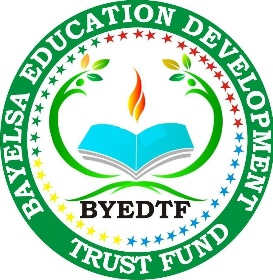 BAYELSA EDUCATION DEVELOPMENT
TRUST FUND
BYEDTF